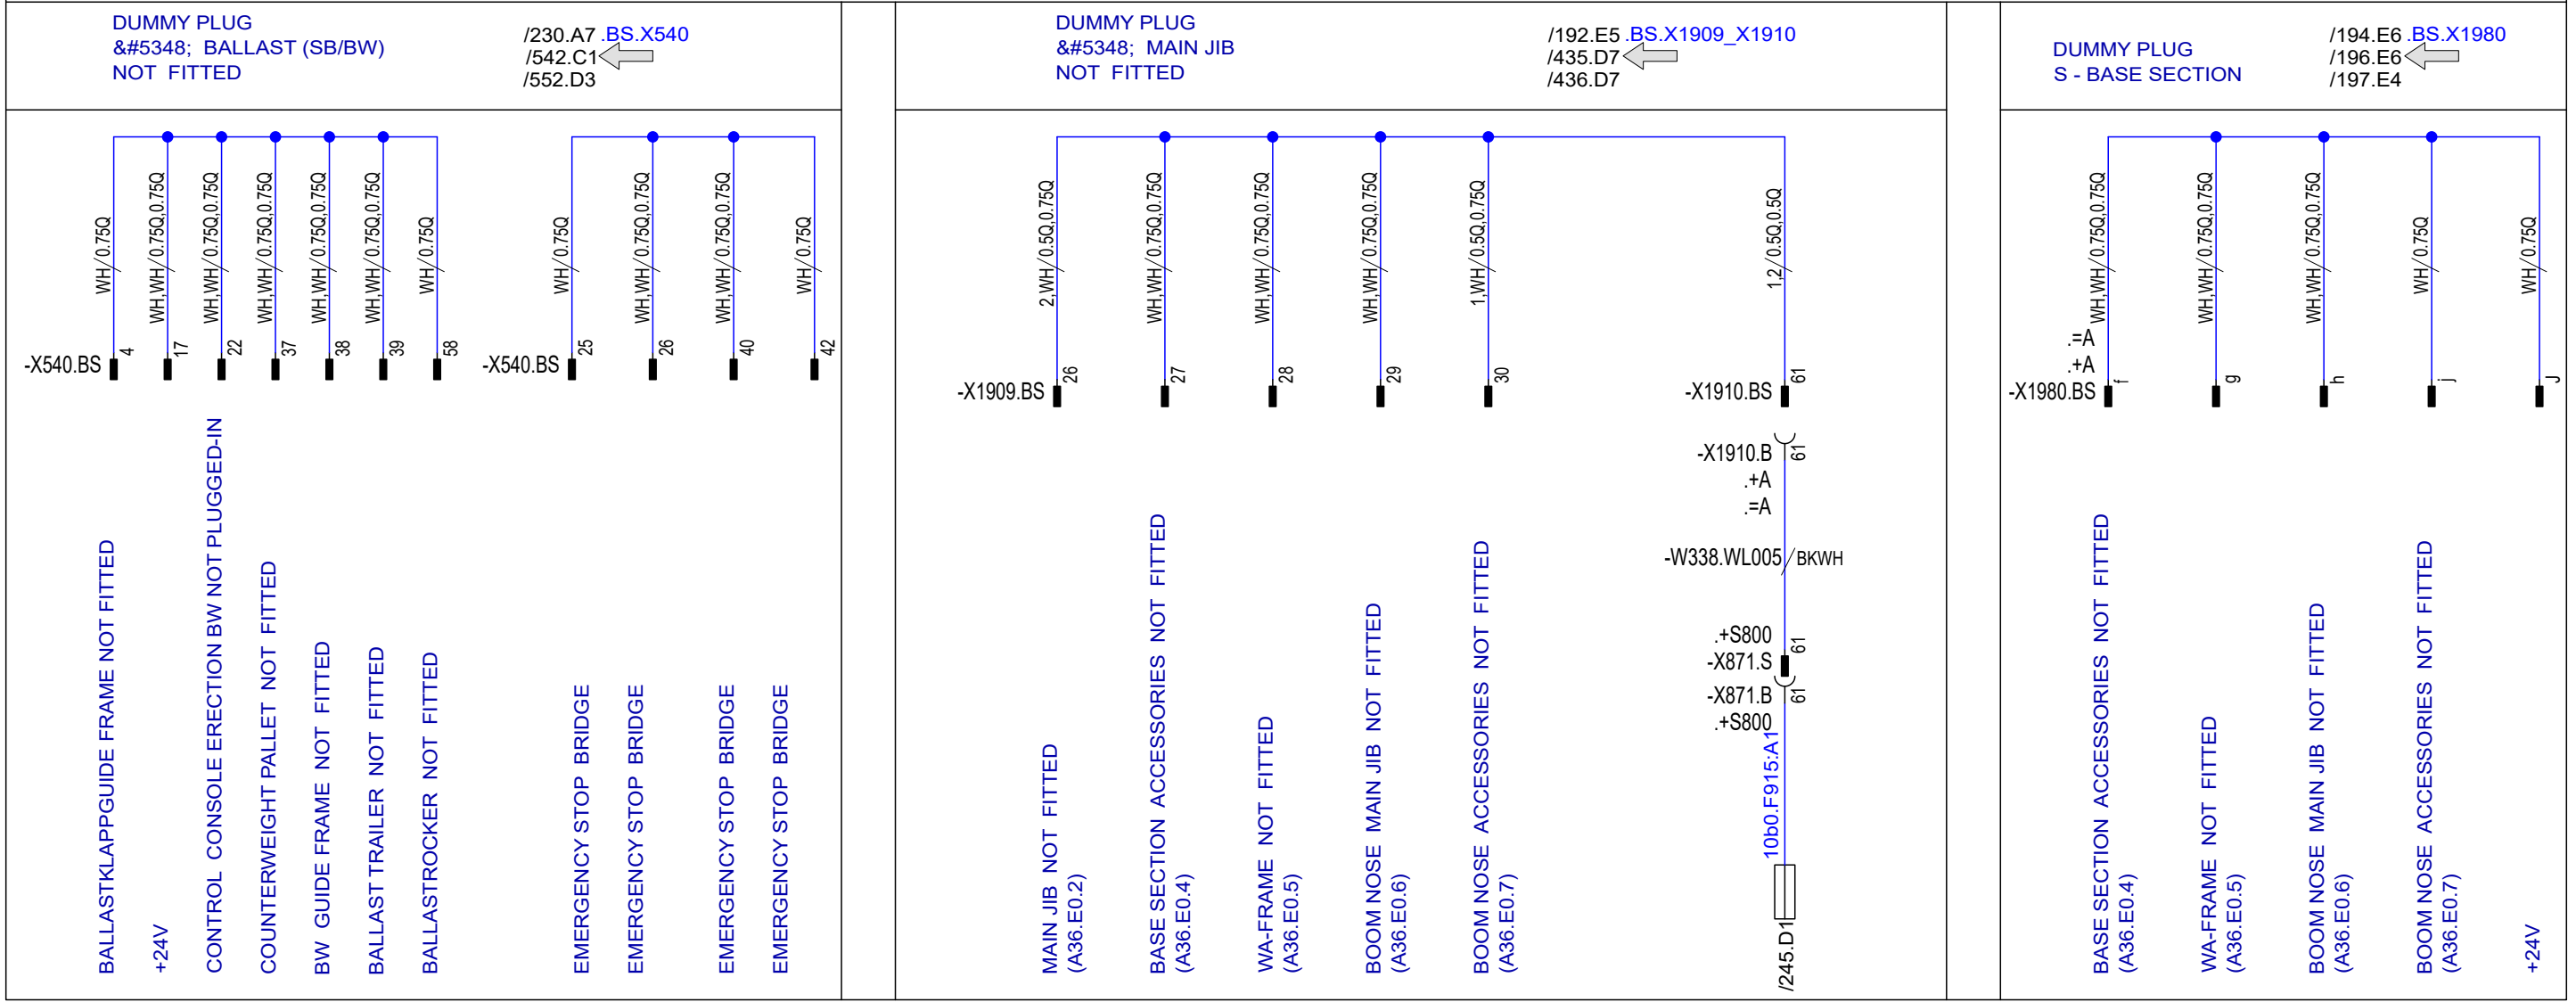 DUMMY PLUG
&#5348; BALLAST (SB/BW)
NOT FITTED
/230.A7 .BS.X540
/542.C1
/552.D3
WH/0.75Q
WH,WH/0.75Q,0.75Q
WH,WH/0.75Q,0.75Q
WH,WH/0.75Q,0.75Q
WH,WH/0.75Q,0.75Q
WH,WH/0.75Q,0.75Q
WH/0.75Q
WH/0.75Q
WH,WH/0.75Q,0.75Q
WH,WH/0.75Q,0.75Q
WH/0.75Q
-X540.BS
4
17
22
37
38
39
58
-X540.BS
25
26
40
42
BALLASTKLAPPGUIDE FRAME NOT FITTED
+24V
CONTROL CONSOLE ERECTION BW NOT PLUGGED-IN
COUNTERWEIGHT PALLET NOT FITTED
BW GUIDE FRAME NOT FITTED
BALLAST TRAILER NOT FITTED
BALLASTROCKER NOT FITTED
EMERGENCY STOP BRIDGE
EMERGENCY STOP BRIDGE
EMERGENCY STOP BRIDGE
EMERGENCY STOP BRIDGE
DUMMY PLUG
&#5348; MAIN JIB
NOT FITTED
/192.E5 .BS.X1909_X1910
/435.D7
/436.D7
2,WH/0.5Q,0.75Q
WH,WH/0.75Q,0.75Q
WH,WH/0.75Q,0.75Q
WH,WH/0.75Q,0.75Q
1,WH/0.5Q,0.75Q
1,2/0.5Q,0.5Q
-X1909.BS
26
27
28
29
30
-X1910.BS
61
-X1910.B
61
.+A
.=A
-W338.WL005
BKWH
.+S800
61
-X871.S
-X871.B
61
.+S800
10b0.F915:A1
/245.D1
MAIN JIB NOT FITTED
(A36.E0.2)
BASE SECTION ACCESSORIES NOT FITTED
(A36.E0.4)
WA-FRAME NOT FITTED
(A36.E0.5)
BOOM NOSE MAIN JIB NOT FITTED
(A36.E0.6)
BOOM NOSE ACCESSORIES NOT FITTED
(A36.E0.7)
DUMMY PLUG
S - BASE SECTION
/194.E6 .BS.X1980
/196.E6
/197.E4
WH,WH/0.75Q,0.75Q
WH,WH/0.75Q,0.75Q
WH,WH/0.75Q,0.75Q
WH/0.75Q
WH/0.75Q
.=A
.+A
-X1980.BS
f
g
h
j
J
BASE SECTION ACCESSORIES NOT FITTED
(A36.E0.4)
WA-FRAME NOT FITTED
(A36.E0.5)
BOOM NOSE MAIN JIB NOT FITTED
(A36.E0.6)
BOOM NOSE ACCESSORIES NOT FITTED
(A36.E0.7)
+24V